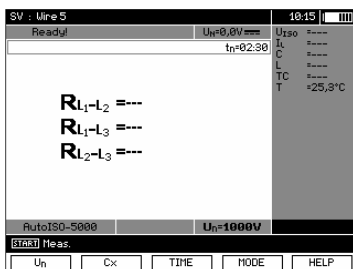 SV : Wire 5 10:15
Ready! UN=0,0V
tn=02:30
UISO =---
IL =---
C =---
L =---
TC =---
T =25,3°C
RL1-L2 =---
RL1-L3 =---
RL2-L3 =---
AutoISO-5000 Un=1000V
START Meas.
Un Cx TIME MODE HELP